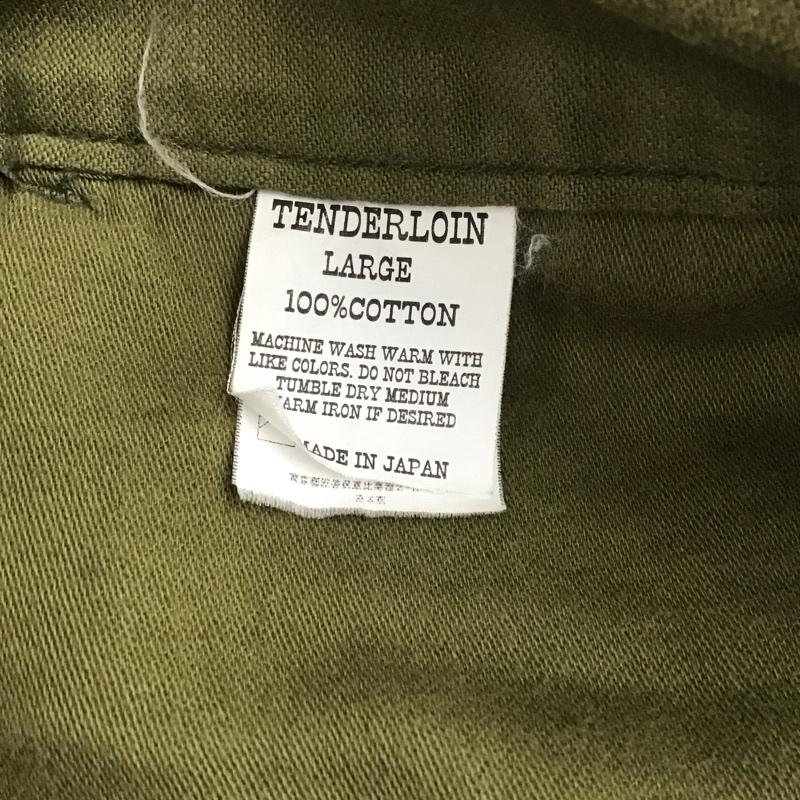 TENDERLOIN
LARGE
100%COTTON
MACHINE WASH WARM WITH
LIKE COLORS. DO NOT BLEACH
TUMBLE DRY MEDIUM
ARM IRON IF DESIRED
MADE IN JAPAN